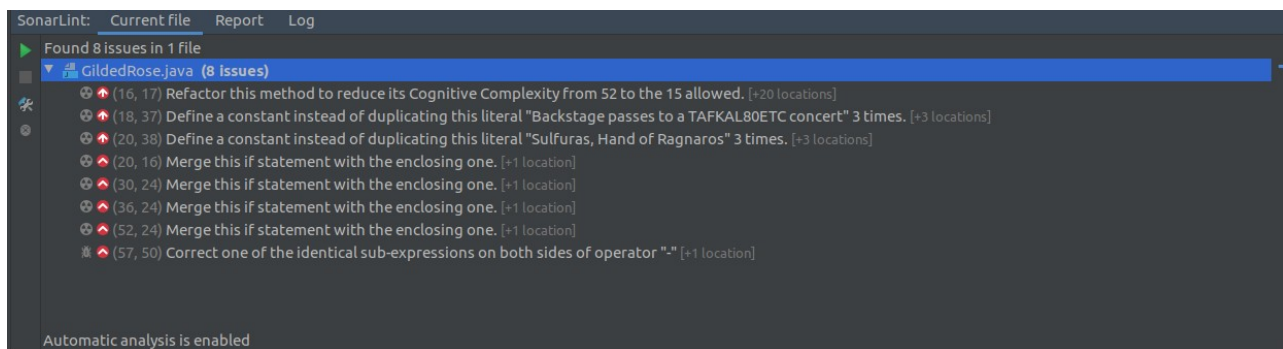 SonarLint: Current file Report Log
Found 8 issues in 1 file
GildedRose.java (8 issues)
(16, 17) Refactor this method to reduce its Cognitive Complexity from 52 to the 15 allowed. [+20 locations]
(18, 37) Define a constant instead of duplicating this literal "Backstage passes to a TAFKAL80ETC concert" 3 times. [+3 locations]
(20, 38) Define a constant instead of duplicating this literal "Sulfuras, Hand of Ragnaros" 3 times. [+3 locations]
(20, 16) Merge this if statement with the enclosing one. [+1 location]
(30, 24) Merge this if statement with the enclosing one. [+1 location]
(36, 24) Merge this if statement with the enclosing one. [+1 location]
(52, 24) Merge this if statement with the enclosing one. [+1 location]
(57, 50) Correct one of the identical sub-expressions on both sides of operator "-" [+1 location]
Automatic analysis is enabled